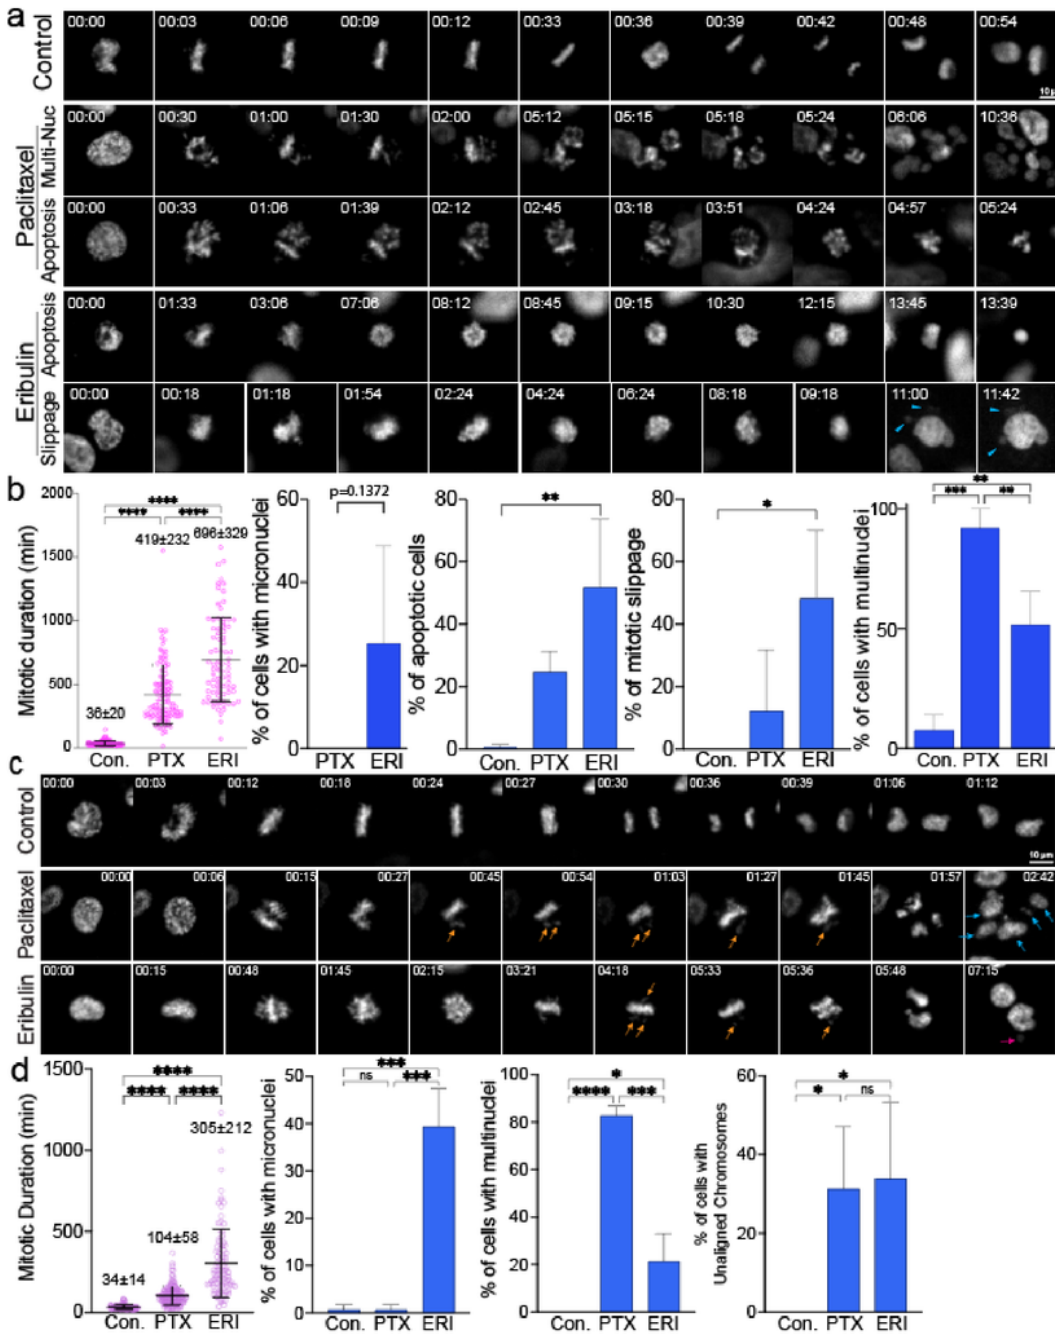 a
Control
00:00 00:03 00:06 00:09 00:12 00:33 00:36 00:39 00:42 00:48 00:54
Paclitaxel
Multi-Nuc
00:00 00:30 01:00 01:30 02:00 05:12 05:15 05:18 05:24 06:06 10:36
Apoptosis
00:00 00:33 01:06 01:39 02:12 02:45 03:18 03:51 04:24 04:57 05:24
Eribulin
Apoptosis
00:00 01:33 03:06 07:06 08:12 08:45 09:15 10:30 12:15 13:45 13:39
Slippage
00:00 00:18 01:18 01:54 02:24 04:24 06:24 08:18 09:18 11:00 11:42
b
Mitotic duration (min)
2000
1500
1000
500
0
**** **** ****
36±20 419±232 696±329
Con. PTX ERI
% of cells with micronuclei
60
40
20
0
p=0.1372
PTX ERI
% of apoptotic cells
80
60
40
20
0
**
Con. PTX ERI
% of mitotic slippage
80
60
40
20
0
*
Con. PTX ERI
% of cells with multinuclei
100
50
0
**
*** **
Con. PTX ERI
c
Control
00:00 00:03 00:12 00:18 00:24 00:27 00:30 00:36 00:39 01:06 01:12
10 µm
Paclitaxel
00:00 00:06 00:15 00:27 00:45 00:54 01:03 01:27 01:45 01:57 02:42
Eribulin
00:00 00:15 00:48 01:45 02:15 03:21 04:18 05:33 05:36 05:48 07:15
d
Mitotic Duration (min)
1500
1000
500
0
****
**** ****
34±14 104±58 305±212
Con. PTX ERI
% of cells with micronuclei
50
40
30
20
10
0
***
ns ***
Con. PTX ERI
% of cells with multinuclei
100
80
60
40
20
0
*
**** ***
Con. PTX ERI
% of cells with
Unaligned Chromosomes
60
40
20
0
*
* ns
Con. PTX ERI